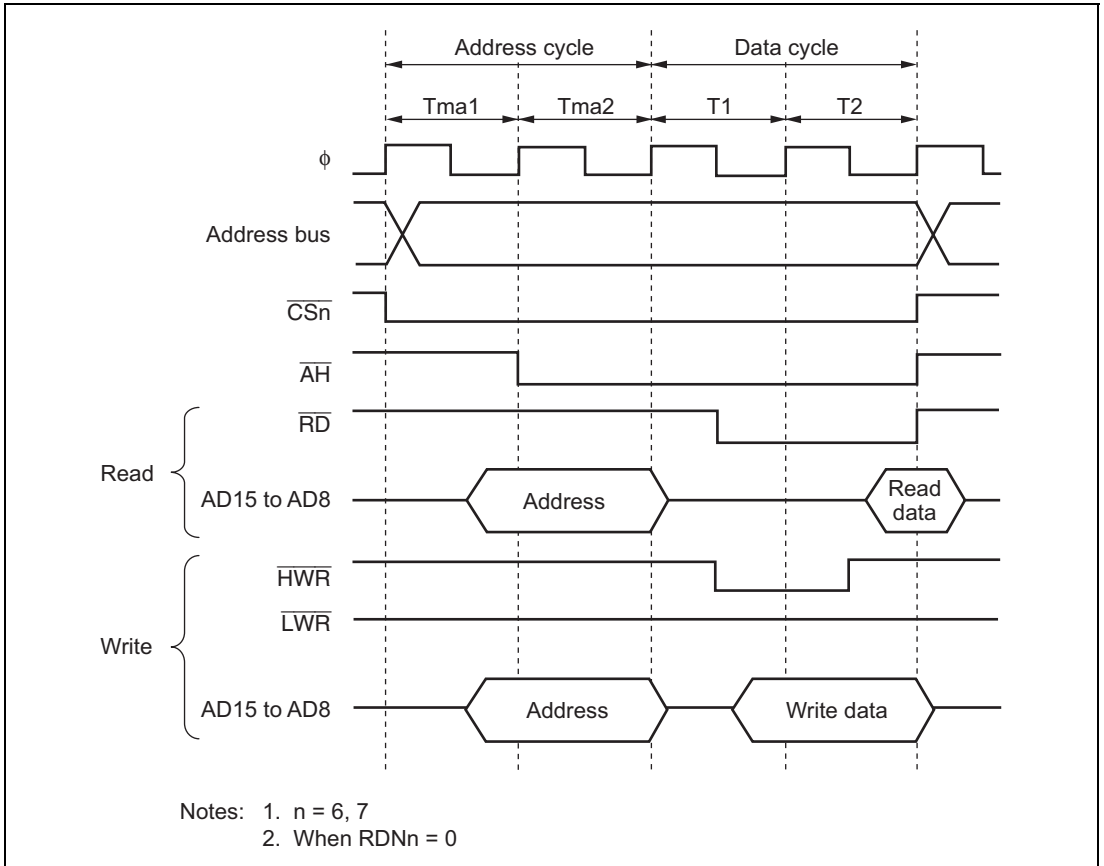 Address cycle Data cycle
Tma1 Tma2 T1 T2
ϕ
Address bus
CSn
AH
RD
Read
AD15 to AD8 Address Read data
HWR
LWR
Write
AD15 to AD8 Address Write data
Notes: 1. n = 6, 7
2. When RDNn = 0